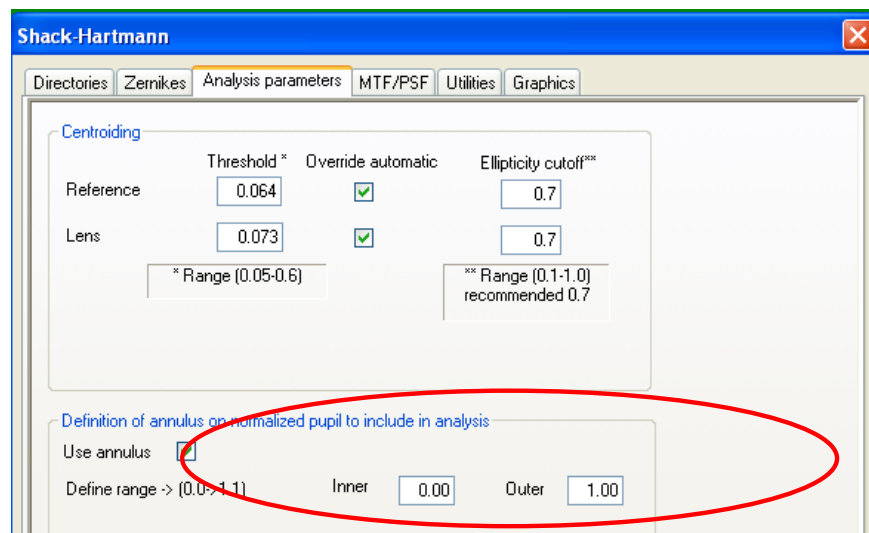 Shack-Hartmann
Directories Zernikes Analysis parameters MTF/PSF Utilities Graphics
Centroiding
Threshold * Override automatic Ellipticity cutoff**
Reference 0.064 0.7
Lens 0.073 0.7
* Range (0.05-0.6) ** Range (0.1-1.0)
recommended 0.7
Definition of annulus on normalized pupil to include in analysis
Use annulus
Define range -> (0.0->1.1) Inner 0.00 Outer 1.00